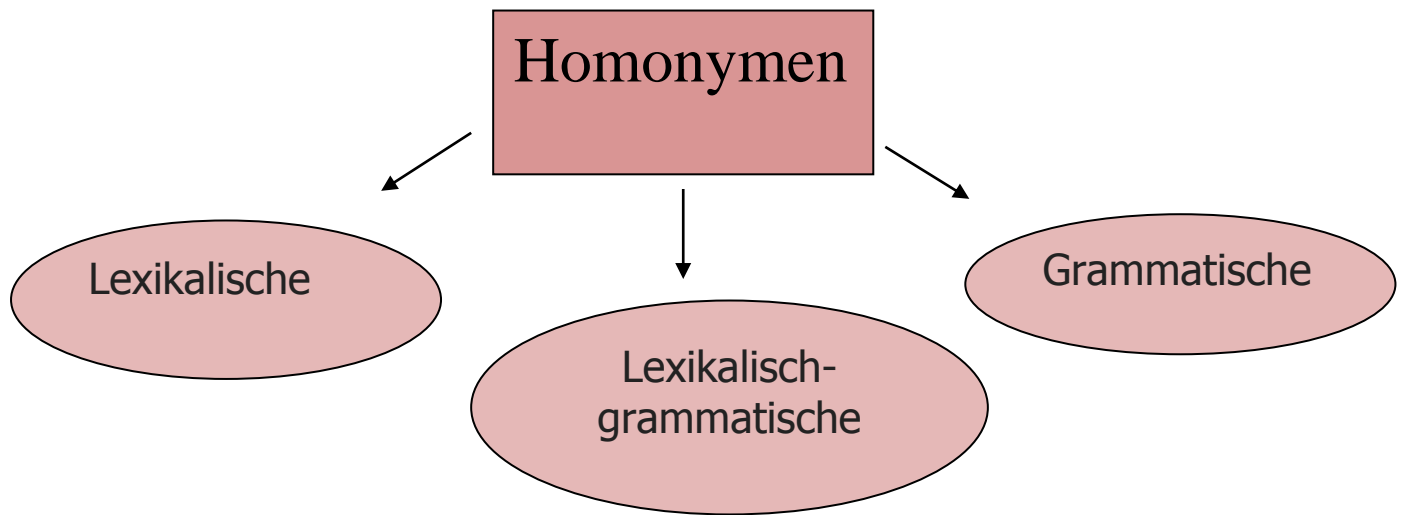 Homonymen
Lexikalische
Lexikalisch-
grammatische
Grammatische